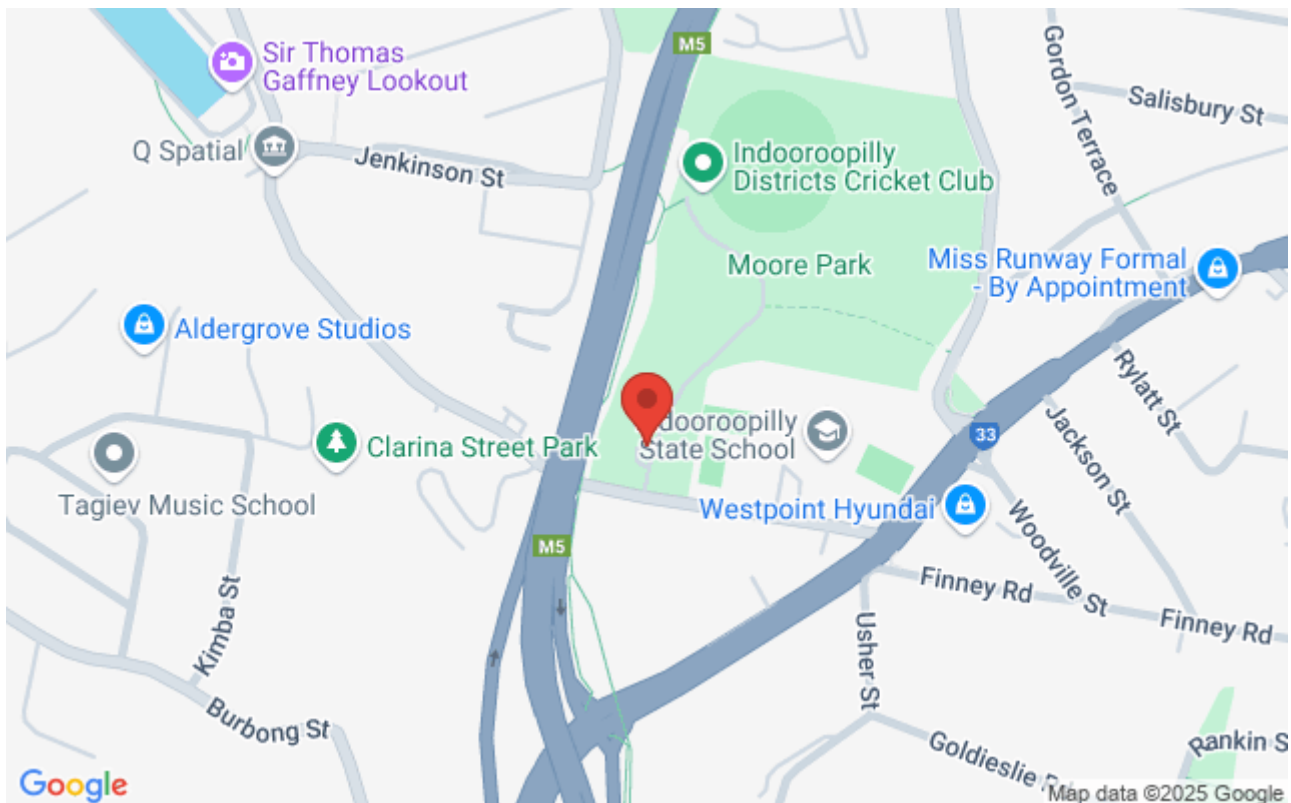 M5
Sir Thomas
Gaffney Lookout
Gordon Terrace
Salisbury St
Q Spatial
Jenkinson St
Indooroopilly
Districts Cricket Club
Moore Park
Miss Runway Formal
- By Appointment
Aldergrove Studios
Rylatt St
Jackson St
dooroopilly
State School
33
Clarina Street Park
Tagiev Music School
Westpoint Hyundai
Woodville St
M5
Finney Rd
Finney Rd
Kimba St
Usher St
Burbong St
Goldieslie
Rankin S
Google
Map data ©2025 Google